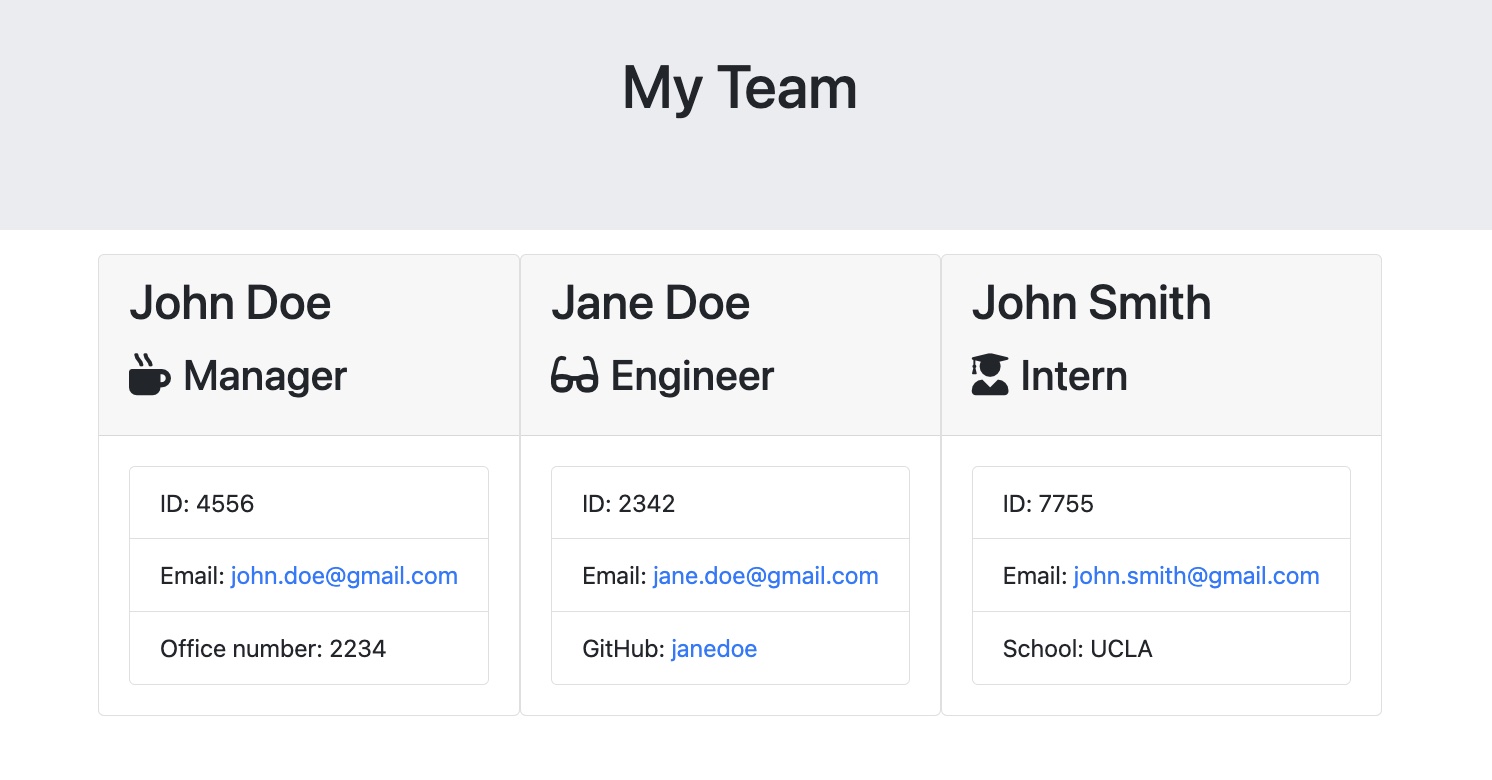 My Team
John Doe
Manager
ID: 4556
Email: john.doe@gmail.com
Office number: 2234
Jane Doe
Engineer
ID: 2342
Email: jane.doe@gmail.com
GitHub: janedoe
John Smith
Intern
ID: 7755
Email: john.smith@gmail.com
School: UCLA